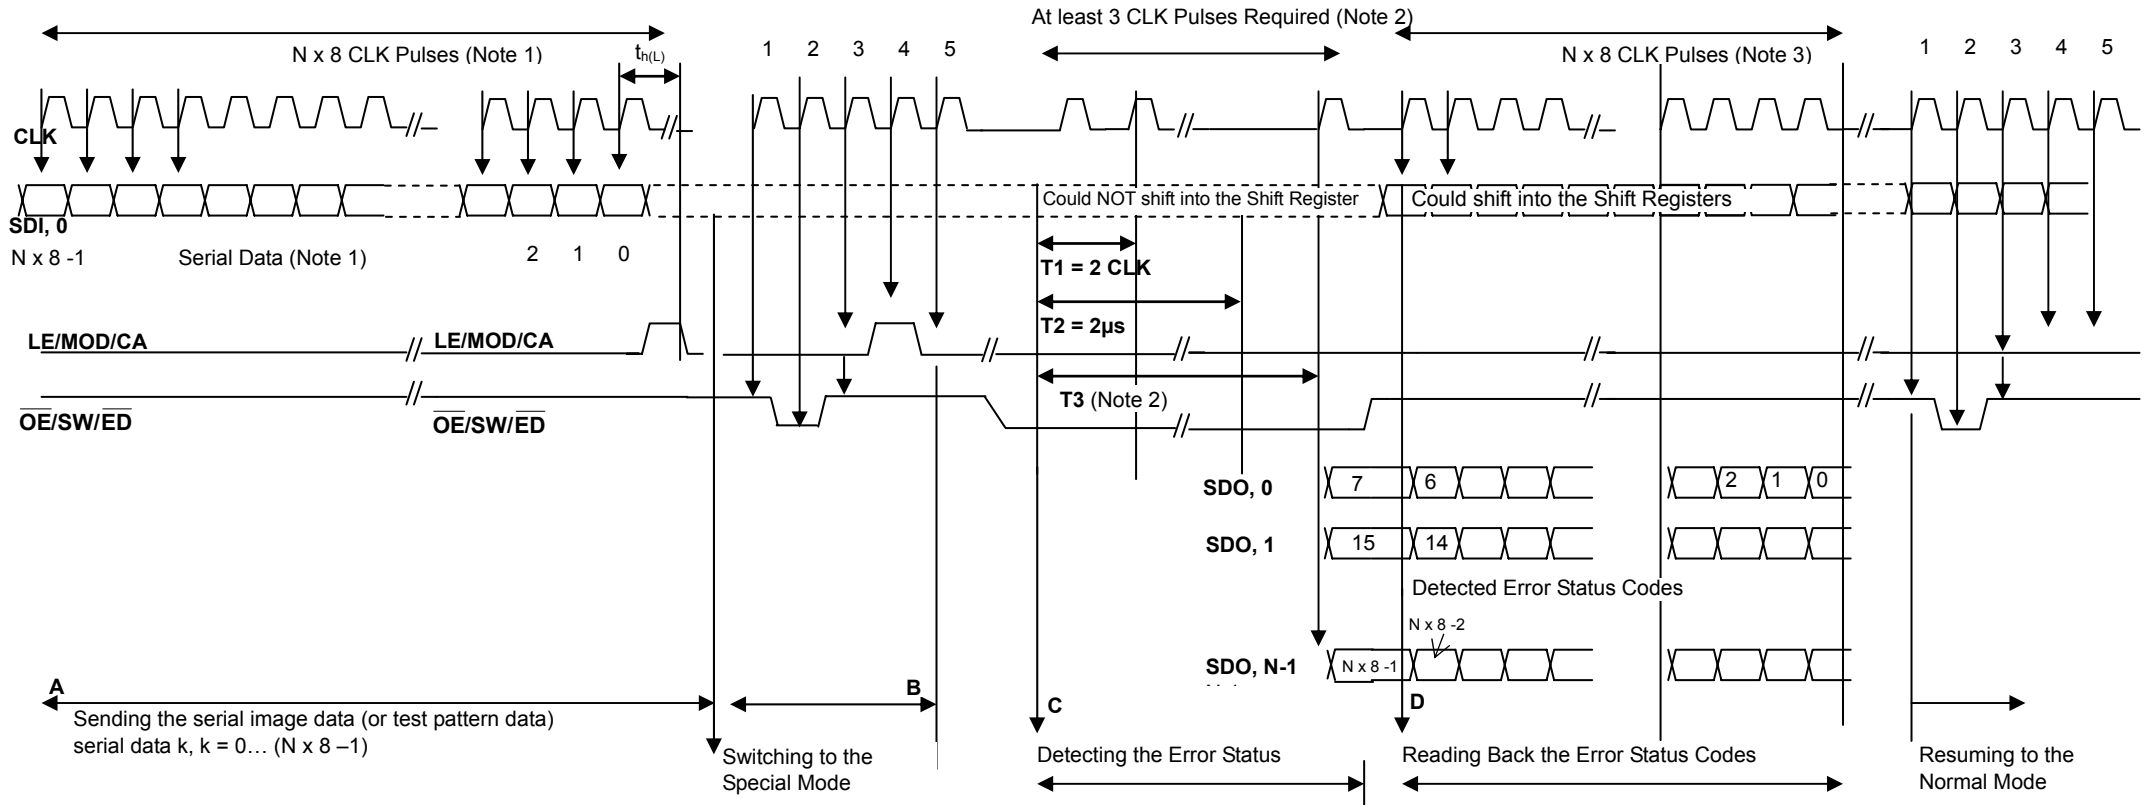 At least 3 CLK Pulses Required (Note 2)
N x 8 CLK Pulses (Note 1)
th(L)
1 2 3 4 5
N x 8 CLK Pulses (Note 3)
1 2 3 4 5
CLK
SDI, 0
Could NOT shift into the Shift Register
Could shift into the Shift Registers
N x 8 -1
Serial Data (Note 1)
2 1 0
T1 = 2 CLK
T2 = 2µs
LE/MOD/CA
LE/MOD/CA
T3 (Note 2)
OE/SW/ED
OE/SW/ED
SDO, 0
7 6
2 1 0
SDO, 1
15 14
Detected Error Status Codes
N x 8 -2
SDO, N-1
N x 8 -1
A
B
C
D
Sending the serial image data (or test pattern data)
serial data k, k = 0… (N x 8 –1)
Switching to the
Special Mode
Detecting the Error Status
Reading Back the Error Status Codes
Resuming to the
Normal Mode